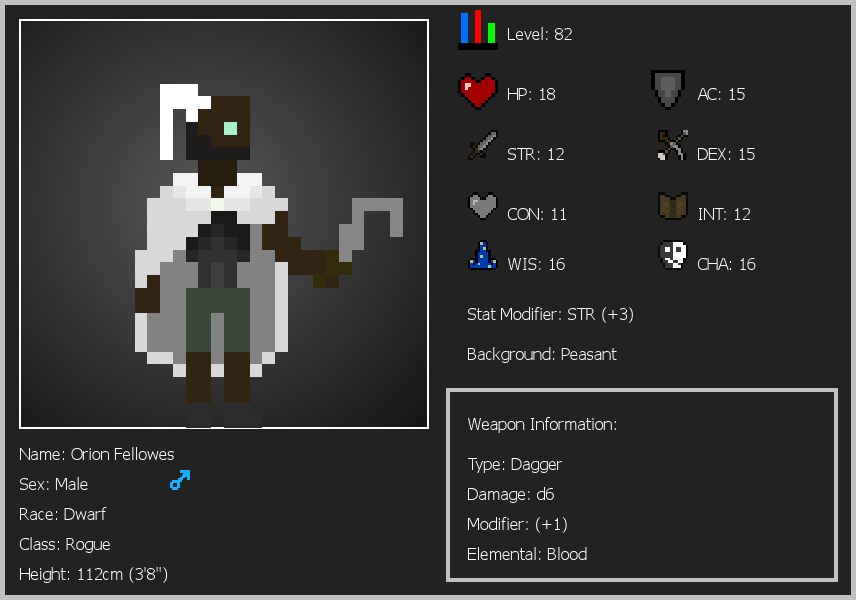 Level: 82
HP: 18
AC: 15
STR: 12
DEX: 15
CON: 11
INT: 12
WIS: 16
CHA: 16
Stat Modifier: STR (+3)
Background: Peasant
Weapon Information:
Type: Dagger
Damage: d6
Modifier: (+1)
Elemental: Blood
Name: Orion Fellowes
Sex: Male
Race: Dwarf
Class: Rogue
Height: 112cm (3'8")